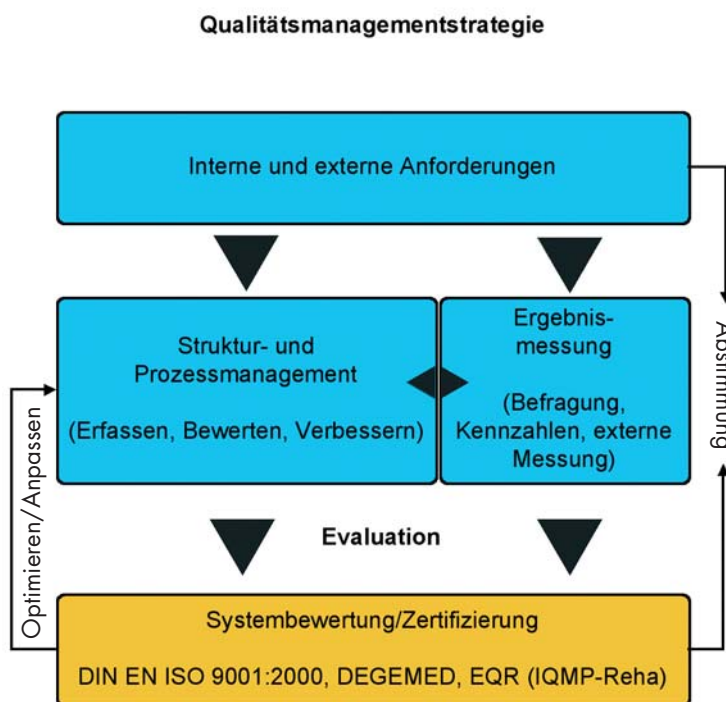 Qualitätsmanagementstrategie
Interne und externe Anforderungen
Struktur- und
Prozessmanagement
(Erfassen, Bewerten, Verbessern)
Ergebnis-
messung
(Befragung,
Kennzahlen, externe
Messung)
Abstimmung
Optimieren/Anpassen
Evaluation
Systembewertung/Zertifizierung
DIN EN ISO 9001:2000, DEGEMED, EQR (IQMP-Reha)